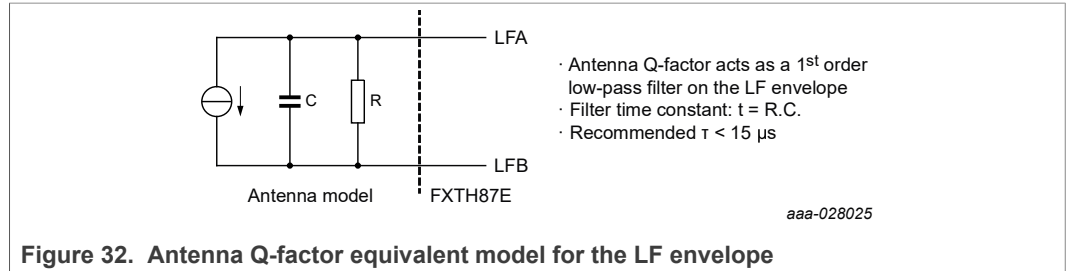 LFA
C
R
LFB
Antenna model
FXTH87E
· Antenna Q-factor acts as a 1st order
low-pass filter on the LF envelope
· Filter time constant: t = R.C.
· Recommended τ < 15 μs
aaa-028025
Figure 32. Antenna Q-factor equivalent model for the LF envelope